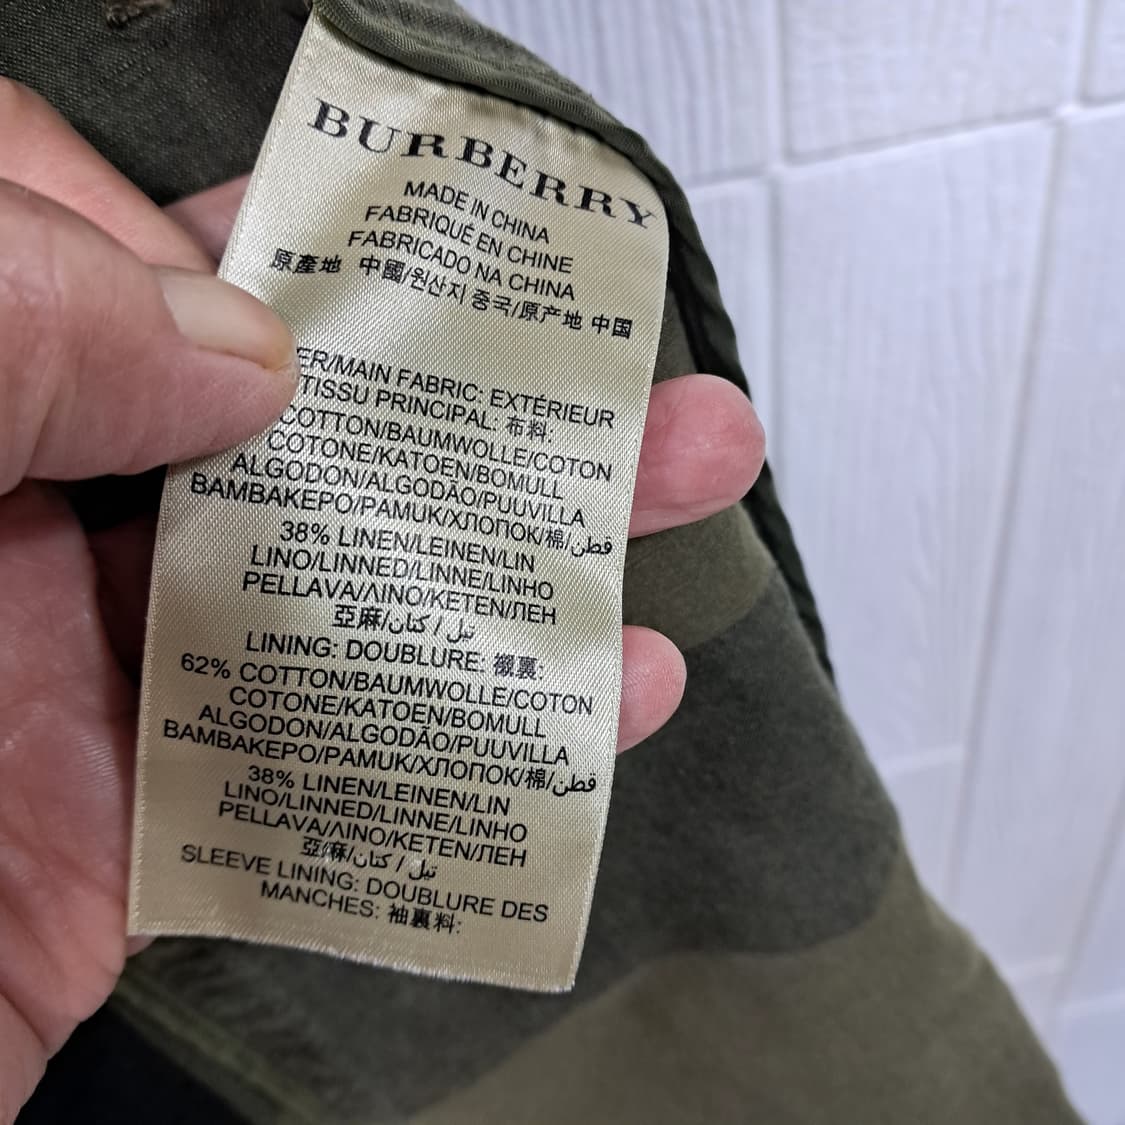 BURBERRY
MADE IN CHINA
FABRIQUÉ EN CHINE
FABRICADO NA CHINA
原產地 中國/원산지 중국/原产地 中国
ER/MAIN FABRIC: EXTÉRIEUR
TISSU PRINCIPAL: 布料:
COTTON/BAUMWOLLE/COTON
COTONE/KATOEN/BOMULL
ALGODON/ALGODÃO/PUUVILLA
ΒΑΜΒΑΚΕΡΟ/PAMUK/ХЛОПОК/棉/قطن
38% LINEN/LEINEN/LIN
LINO/LINNED/LINNE/LINHO
PELLAVA/ΛΙΝΟ/KETEN/ЛЕН
亞麻/كتان / تيل
LINING: DOUBLURE: 襯裏:
62% COTTON/BAUMWOLLE/COTON
COTONE/KATOEN/BOMULL
ALGODON/ALGODÃO/PUUVILLA
ΒΑΜΒΑΚΕΡΟ/PAMUK/ХЛОПОК/棉/قطن
38% LINEN/LEINEN/LIN
LINO/LINNED/LINNE/LINHO
PELLAVA/ΛΙΝΟ/KETEN/ЛЕН
亞麻/كتان / تيل
SLEEVE LINING: DOUBLURE DES
MANCHES: 袖裏料: